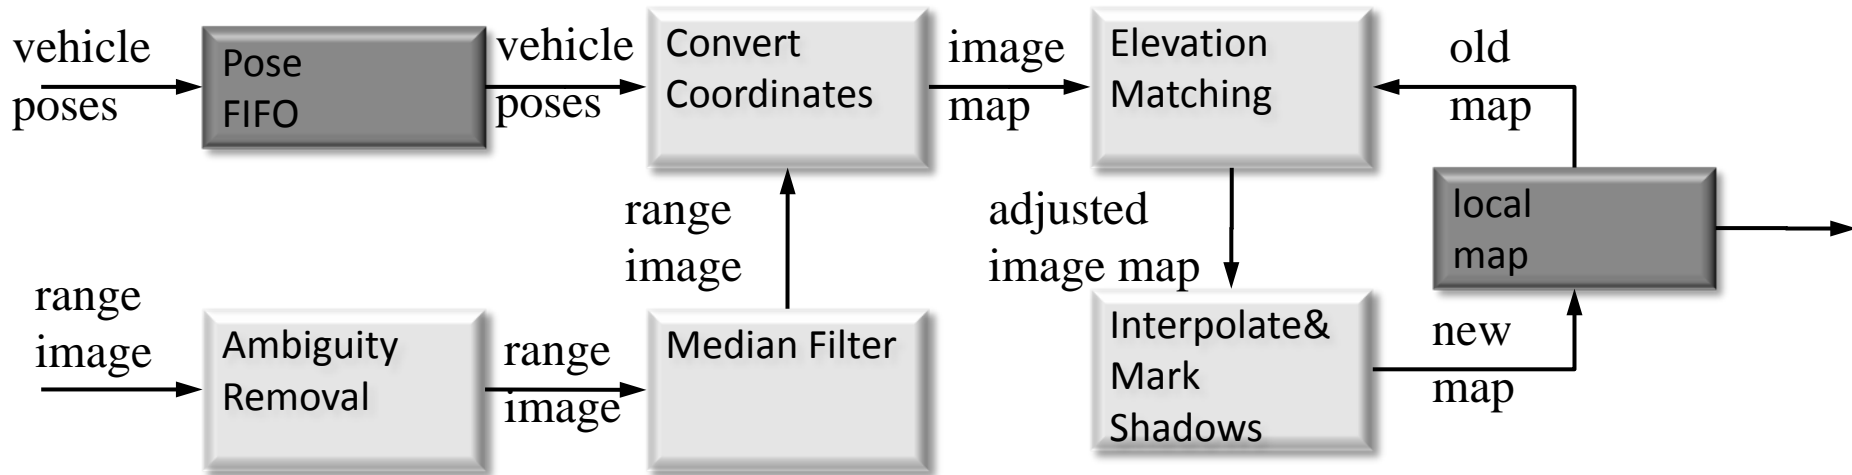 vehicle
poses
Pose
FIFO
vehicle
poses
Convert
Coordinates
image
map
Elevation
Matching
old
map
range
image
adjusted
image map
local
map
range
image
Ambiguity
Removal
range
image
Median Filter
Interpolate&
Mark
Shadows
new
map